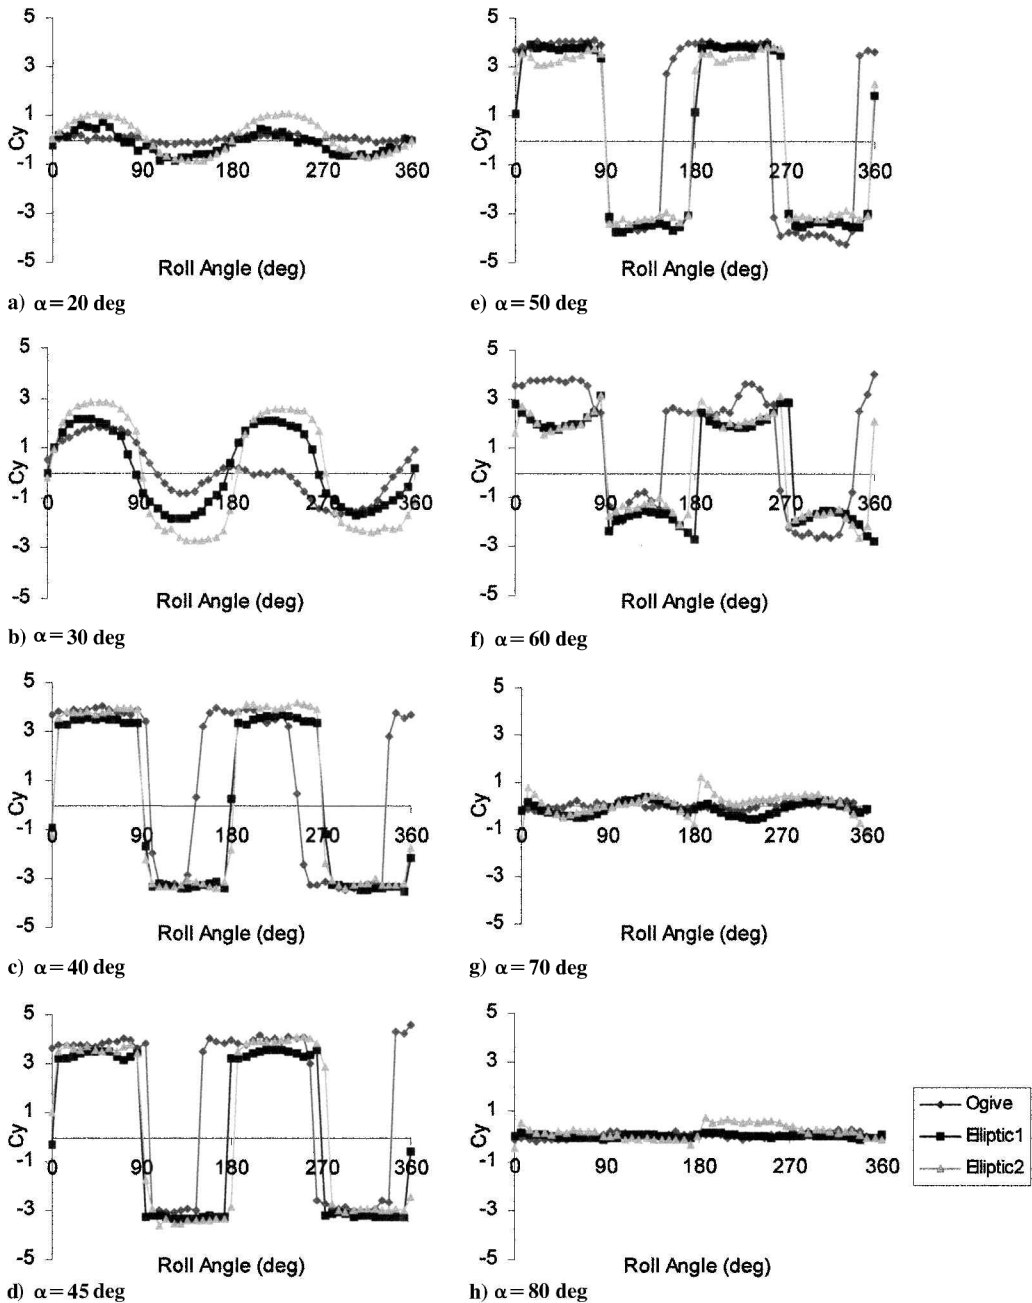 5
3
1
-1
-3
-5
Cy
0 90 180 270 360
Roll Angle (deg)
a) α=20 deg
5
3
1
-1
-3
-5
Cy
0 90 180 270 360
Roll Angle (deg)
b) α=30 deg
5
3
1
-1
-3
-5
Cy
0 90 180 270 360
Roll Angle (deg)
c) α=40 deg
5
3
1
-1
-3
-5
Cy
0 90 180 270 360
Roll Angle (deg)
d) α=45 deg
5
3
1
-1
-3
-5
Cy
0 90 180 270 360
Roll Angle (deg)
e) α=50 deg
5
3
1
-1
-3
-5
Cy
0 90 180 270 360
Roll Angle (deg)
f) α=60 deg
5
3
1
-1
-3
-5
Cy
0 90 180 270 360
Roll Angle (deg)
g) α=70 deg
5
3
1
-1
-3
-5
Cy
0 90 180 270 360
Roll Angle (deg)
h) α=80 deg
Ogive
Elliptic1
Elliptic2